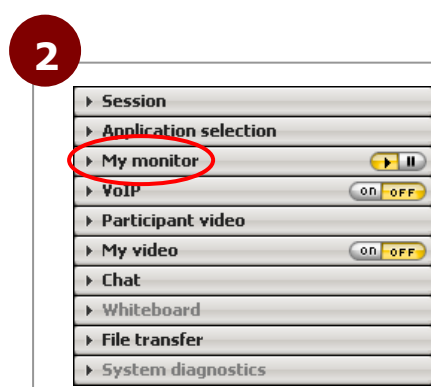 2
Session
Application selection
My monitor
VoIP on OFF
Participant video
My video on OFF
Chat
Whiteboard
File transfer
System diagnostics